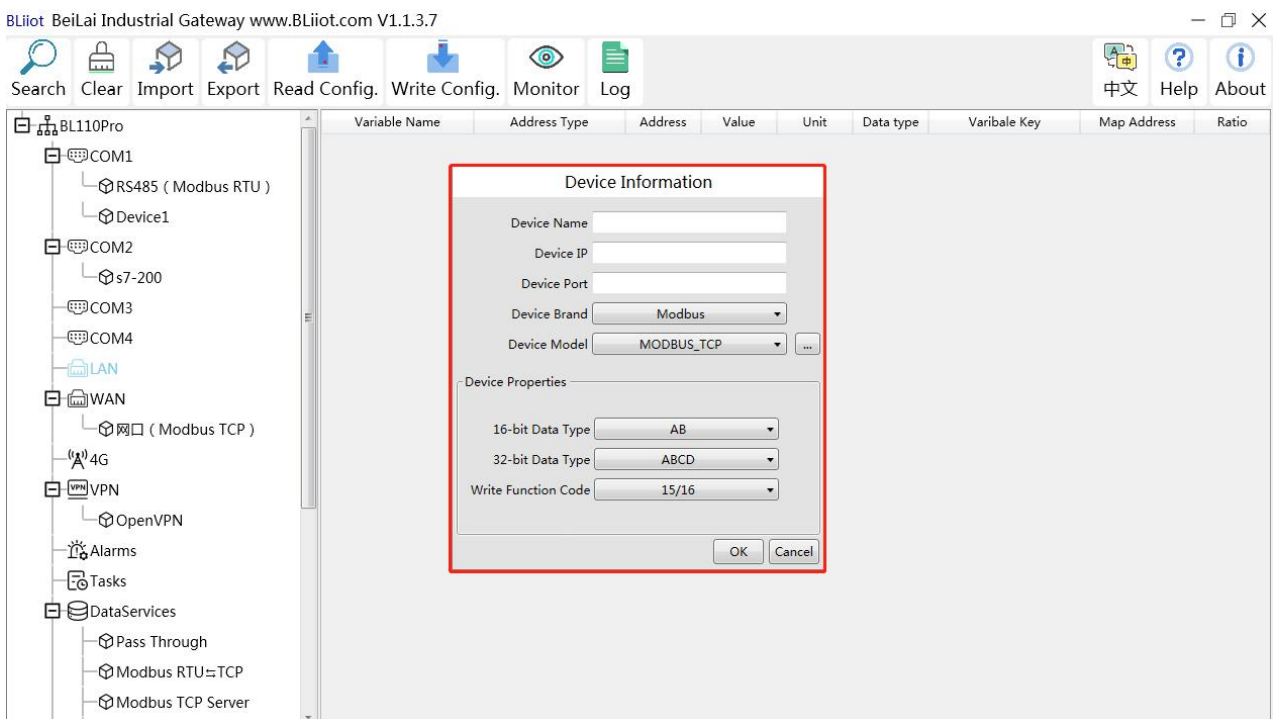 BLiiot BeiLai Industrial Gateway www.BLiiot.com V1.1.3.7
Search Clear Import Export Read Config. Write Config. Monitor Log 中文 Help About
BL110Pro
COM1
RS485 ( Modbus RTU )
Device1
COM2
s7-200
COM3
COM4
LAN
WAN
网口 ( Modbus TCP )
4G
VPN VPN
OpenVPN
Alarms
Tasks
DataServices
Pass Through
Modbus RTU⇆TCP
Modbus TCP Server
Variable Name Address Type Address Value Unit Data type Varibale Key Map Address Ratio
Device Information
Device Name
Device IP
Device Port
Device Brand Modbus
Device Model MODBUS_TCP ...
Device Properties
16-bit Data Type AB
32-bit Data Type ABCD
Write Function Code 15/16
OK Cancel